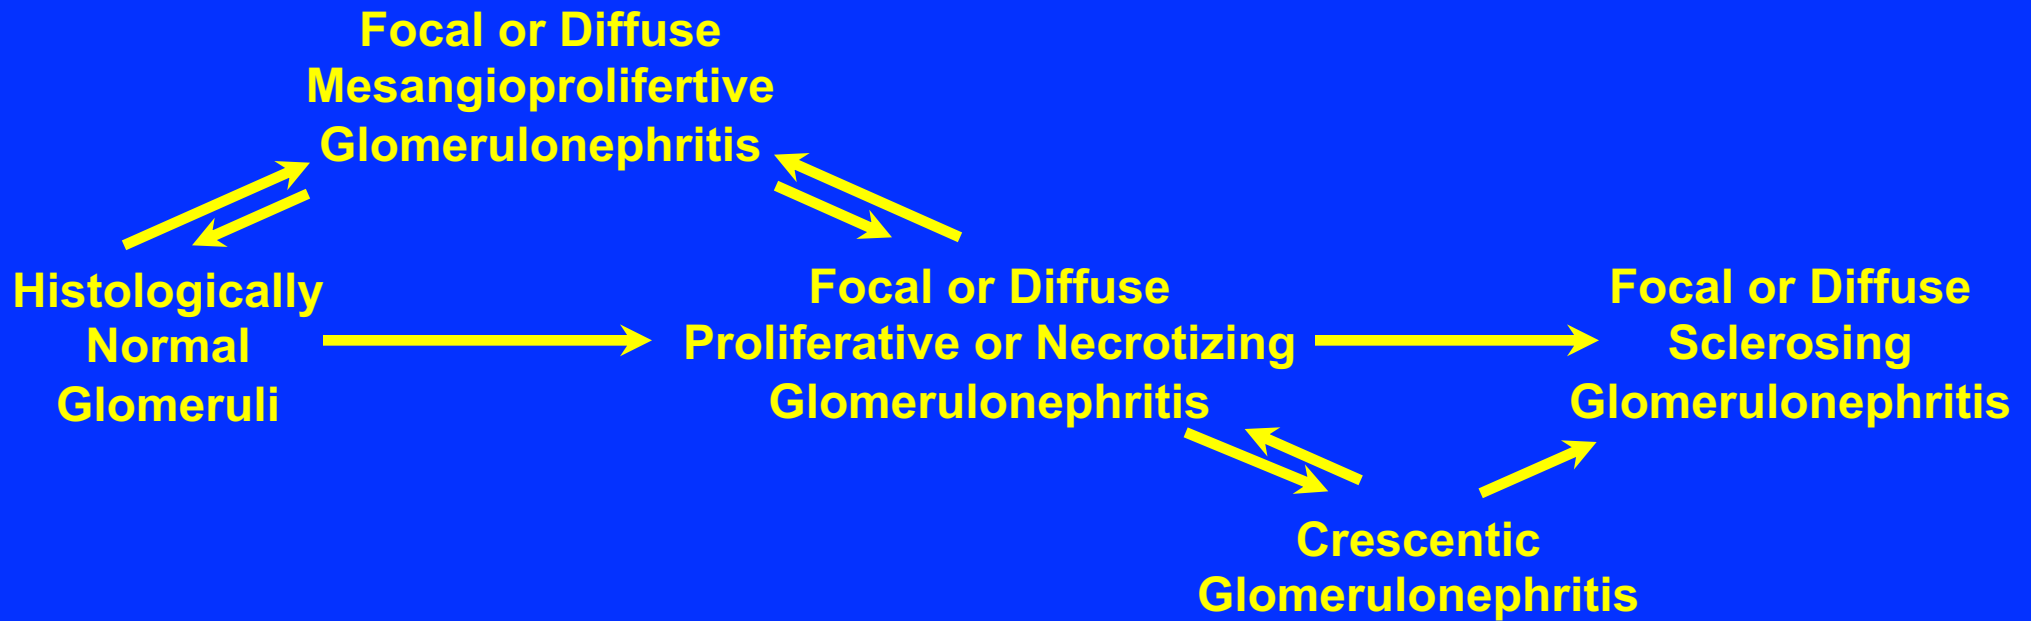 Focal or Diffuse
Mesangioprolifertive
Glomerulonephritis
Histologically
Normal
Glomeruli
Focal or Diffuse
Proliferative or Necrotizing
Glomerulonephritis
Focal or Diffuse
Sclerosing
Glomerulonephritis
Crescentic
Glomerulonephritis